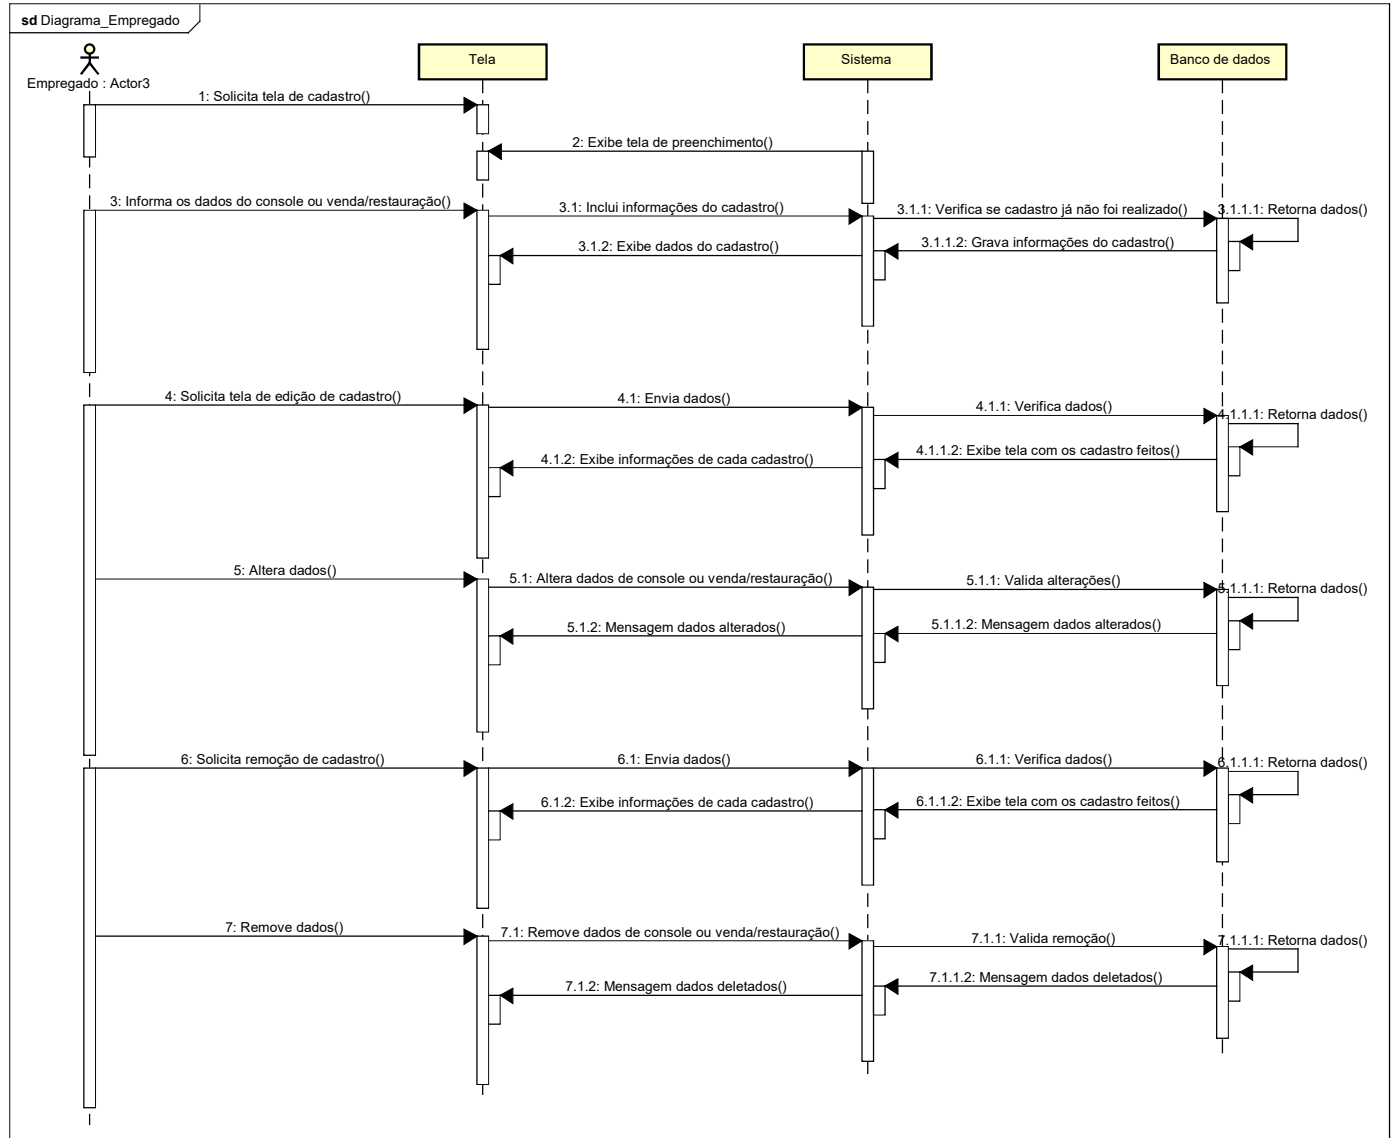 sd Diagrama_Empregado
Empregado : Actor3
Tela
Sistema
Banco de dados
1: Solicita tela de cadastro()
2: Exibe tela de preenchimento()
3: Informa os dados do console ou venda/restauração()
3.1: Inclui informações do cadastro()
3.1.1: Verifica se cadastro já não foi realizado()
3.1.1.1: Retorna dados()
3.1.2: Exibe dados do cadastro()
3.1.1.2: Grava informações do cadastro()
4: Solicita tela de edição de cadastro()
4.1: Envia dados()
4.1.1: Verifica dados()
4.1.1.1: Retorna dados()
4.1.2: Exibe informações de cada cadastro()
4.1.1.2: Exibe tela com os cadastro feitos()
5: Altera dados()
5.1: Altera dados de console ou venda/restauração()
5.1.1: Valida alterações()
5.1.1.1: Retorna dados()
5.1.2: Mensagem dados alterados()
5.1.1.2: Mensagem dados alterados()
6: Solicita remoção de cadastro()
6.1: Envia dados()
6.1.1: Verifica dados()
6.1.1.1: Retorna dados()
6.1.2: Exibe informações de cada cadastro()
6.1.1.2: Exibe tela com os cadastro feitos()
7: Remove dados()
7.1: Remove dados de console ou venda/restauração()
7.1.1: Valida remoção()
7.1.1.1: Retorna dados()
7.1.2: Mensagem dados deletados()
7.1.1.2: Mensagem dados deletados()